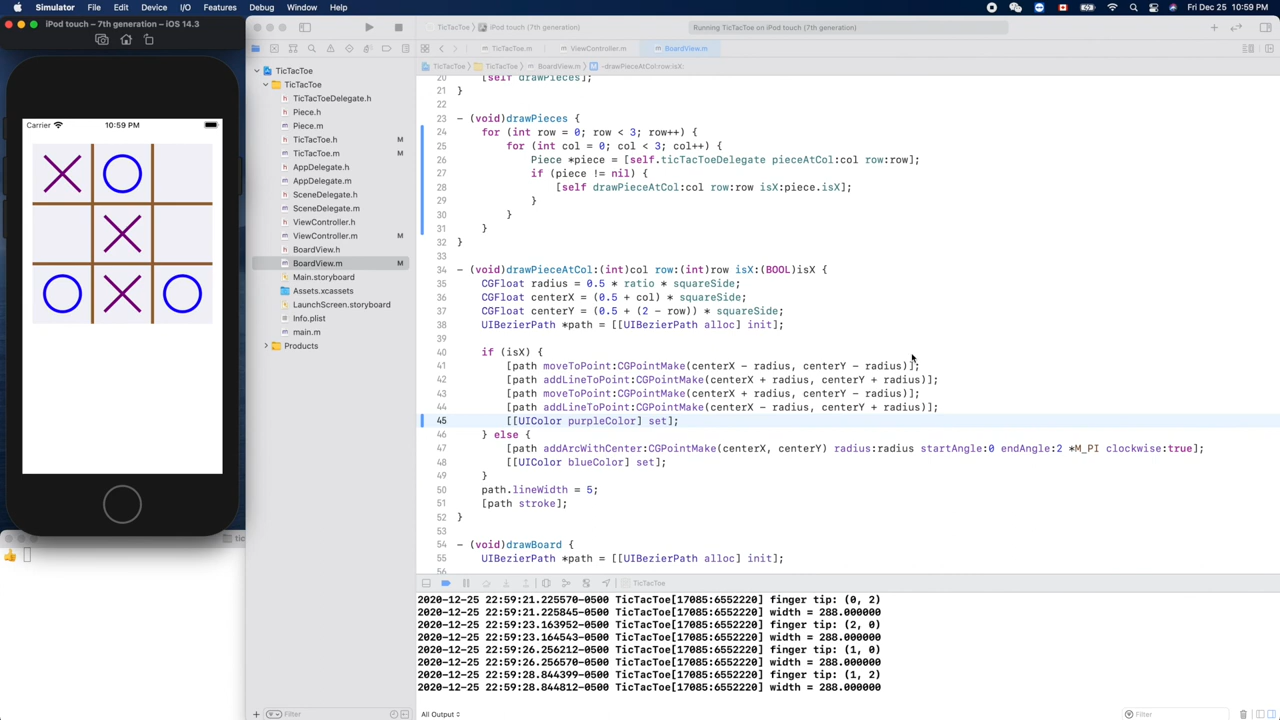 Simulator File Edit Device I/O Features Debug Window Help
Fri Dec 25 10:59 PM
iPod touch (7th generation) – iOS 14.3
Carrier 10:59 PM
TicTacToe iPod touch (7th generation)
Running TicTacToe on iPod touch (7th generation)
TicTacToe.m ViewController.m BoardView.m
TicTacToe TicTacToe BoardView.m -drawPieceAtCol:row:isX:
TicTacToe
TicTacToe
TicTacToeDelegate.h
Piece.h
Piece.m
TicTacToe.h M
TicTacToe.m M
AppDelegate.h
AppDelegate.m
SceneDelegate.h
SceneDelegate.m
ViewController.h
ViewController.m M
BoardView.h
BoardView.m M
Main.storyboard
Assets.xcassets
LaunchScreen.storyboard
Info.plist
main.m
Products
Filter
tic
20 [self drawPieces];
21 }
22
23 - (void)drawPieces {
24 for (int row = 0; row < 3; row++) {
25 for (int col = 0; col < 3; col++) {
26 Piece *piece = [self.ticTacToeDelegate pieceAtCol:col row:row];
27 if (piece != nil) {
28 [self drawPieceAtCol:col row:row isX:piece.isX];
29 }
30 }
31 }
32 }
33
34 - (void)drawPieceAtCol:(int)col row:(int)row isX:(BOOL)isX {
35 CGFloat radius = 0.5 * ratio * squareSide;
36 CGFloat centerX = (0.5 + col) * squareSide;
37 CGFloat centerY = (0.5 + (2 - row)) * squareSide;
38 UIBezierPath *path = [[UIBezierPath alloc] init];
39
40 if (isX) {
41 [path moveToPoint:CGPointMake(centerX - radius, centerY - radius)];
42 [path addLineToPoint:CGPointMake(centerX + radius, centerY + radius)];
43 [path moveToPoint:CGPointMake(centerX + radius, centerY - radius)];
44 [path addLineToPoint:CGPointMake(centerX - radius, centerY + radius)];
45 [[UIColor purpleColor] set];
46 } else {
47 [path addArcWithCenter:CGPointMake(centerX, centerY) radius:radius startAngle:0 endAngle:2 *M_PI clockwise:true];
48 [[UIColor blueColor] set];
49 }
50 path.lineWidth = 5;
51 [path stroke];
52 }
53
54 - (void)drawBoard {
55 UIBezierPath *path = [[UIBezierPath alloc] init];
56
TicTacToe
2020-12-25 22:59:21.225570-0500 TicTacToe[17085:6552220] finger tip: (0, 2)
2020-12-25 22:59:21.225845-0500 TicTacToe[17085:6552220] width = 288.000000
2020-12-25 22:59:23.163952-0500 TicTacToe[17085:6552220] finger tip: (2, 0)
2020-12-25 22:59:23.164543-0500 TicTacToe[17085:6552220] width = 288.000000
2020-12-25 22:59:26.256212-0500 TicTacToe[17085:6552220] finger tip: (1, 0)
2020-12-25 22:59:26.256570-0500 TicTacToe[17085:6552220] width = 288.000000
2020-12-25 22:59:28.844399-0500 TicTacToe[17085:6552220] finger tip: (1, 2)
2020-12-25 22:59:28.844812-0500 TicTacToe[17085:6552220] width = 288.000000
All Output
Filter